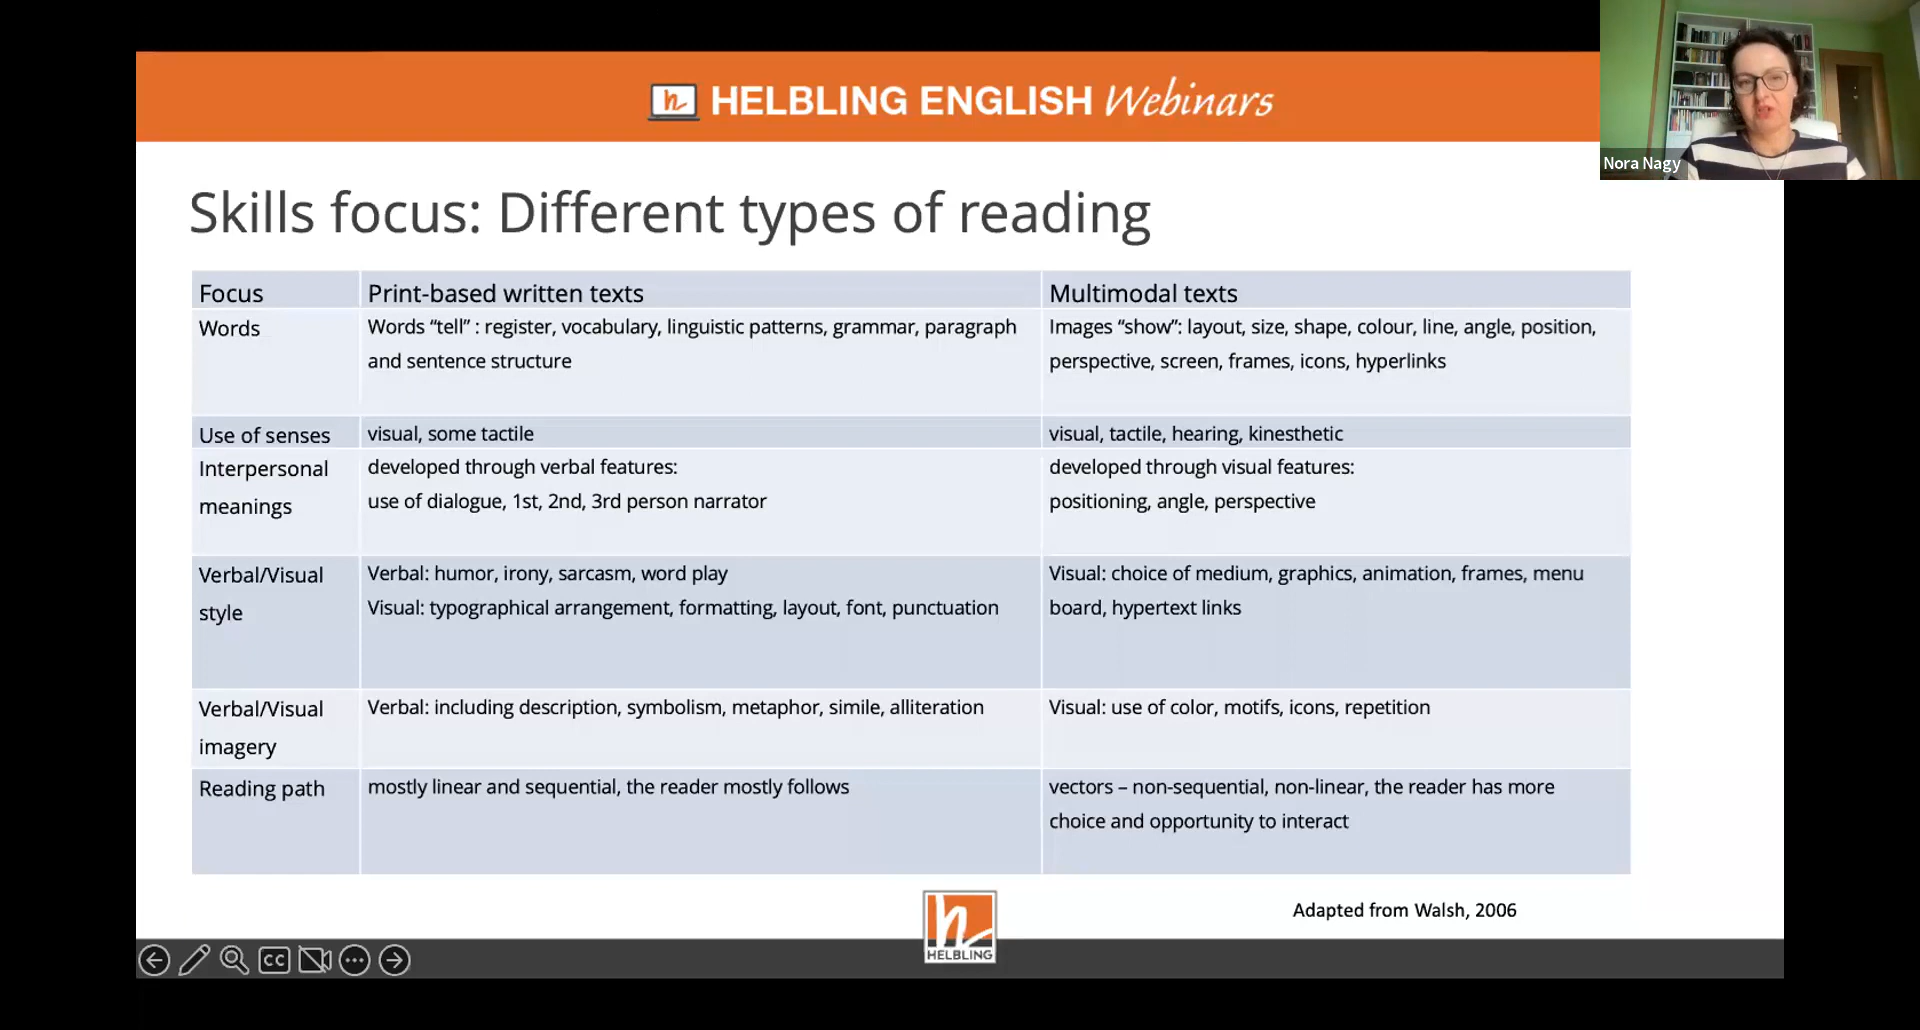 HELBLING ENGLISH Webinars
Nora Nagy
Skills focus: Different types of reading
Focus
Print-based written texts
Multimodal texts
Words
Words “tell” : register, vocabulary, linguistic patterns, grammar, paragraph
and sentence structure
Images “show”: layout, size, shape, colour, line, angle, position,
perspective, screen, frames, icons, hyperlinks
Use of senses
visual, some tactile
visual, tactile, hearing, kinesthetic
Interpersonal
meanings
developed through verbal features:
use of dialogue, 1st, 2nd, 3rd person narrator
developed through visual features:
positioning, angle, perspective
Verbal/Visual
style
Verbal: humor, irony, sarcasm, word play
Visual: typographical arrangement, formatting, layout, font, punctuation
Visual: choice of medium, graphics, animation, frames, menu
board, hypertext links
Verbal/Visual
imagery
Verbal: including description, symbolism, metaphor, simile, alliteration
Visual: use of color, motifs, icons, repetition
Reading path
mostly linear and sequential, the reader mostly follows
vectors – non-sequential, non-linear, the reader has more
choice and opportunity to interact
Adapted from Walsh, 2006
h
HELBLING
CC